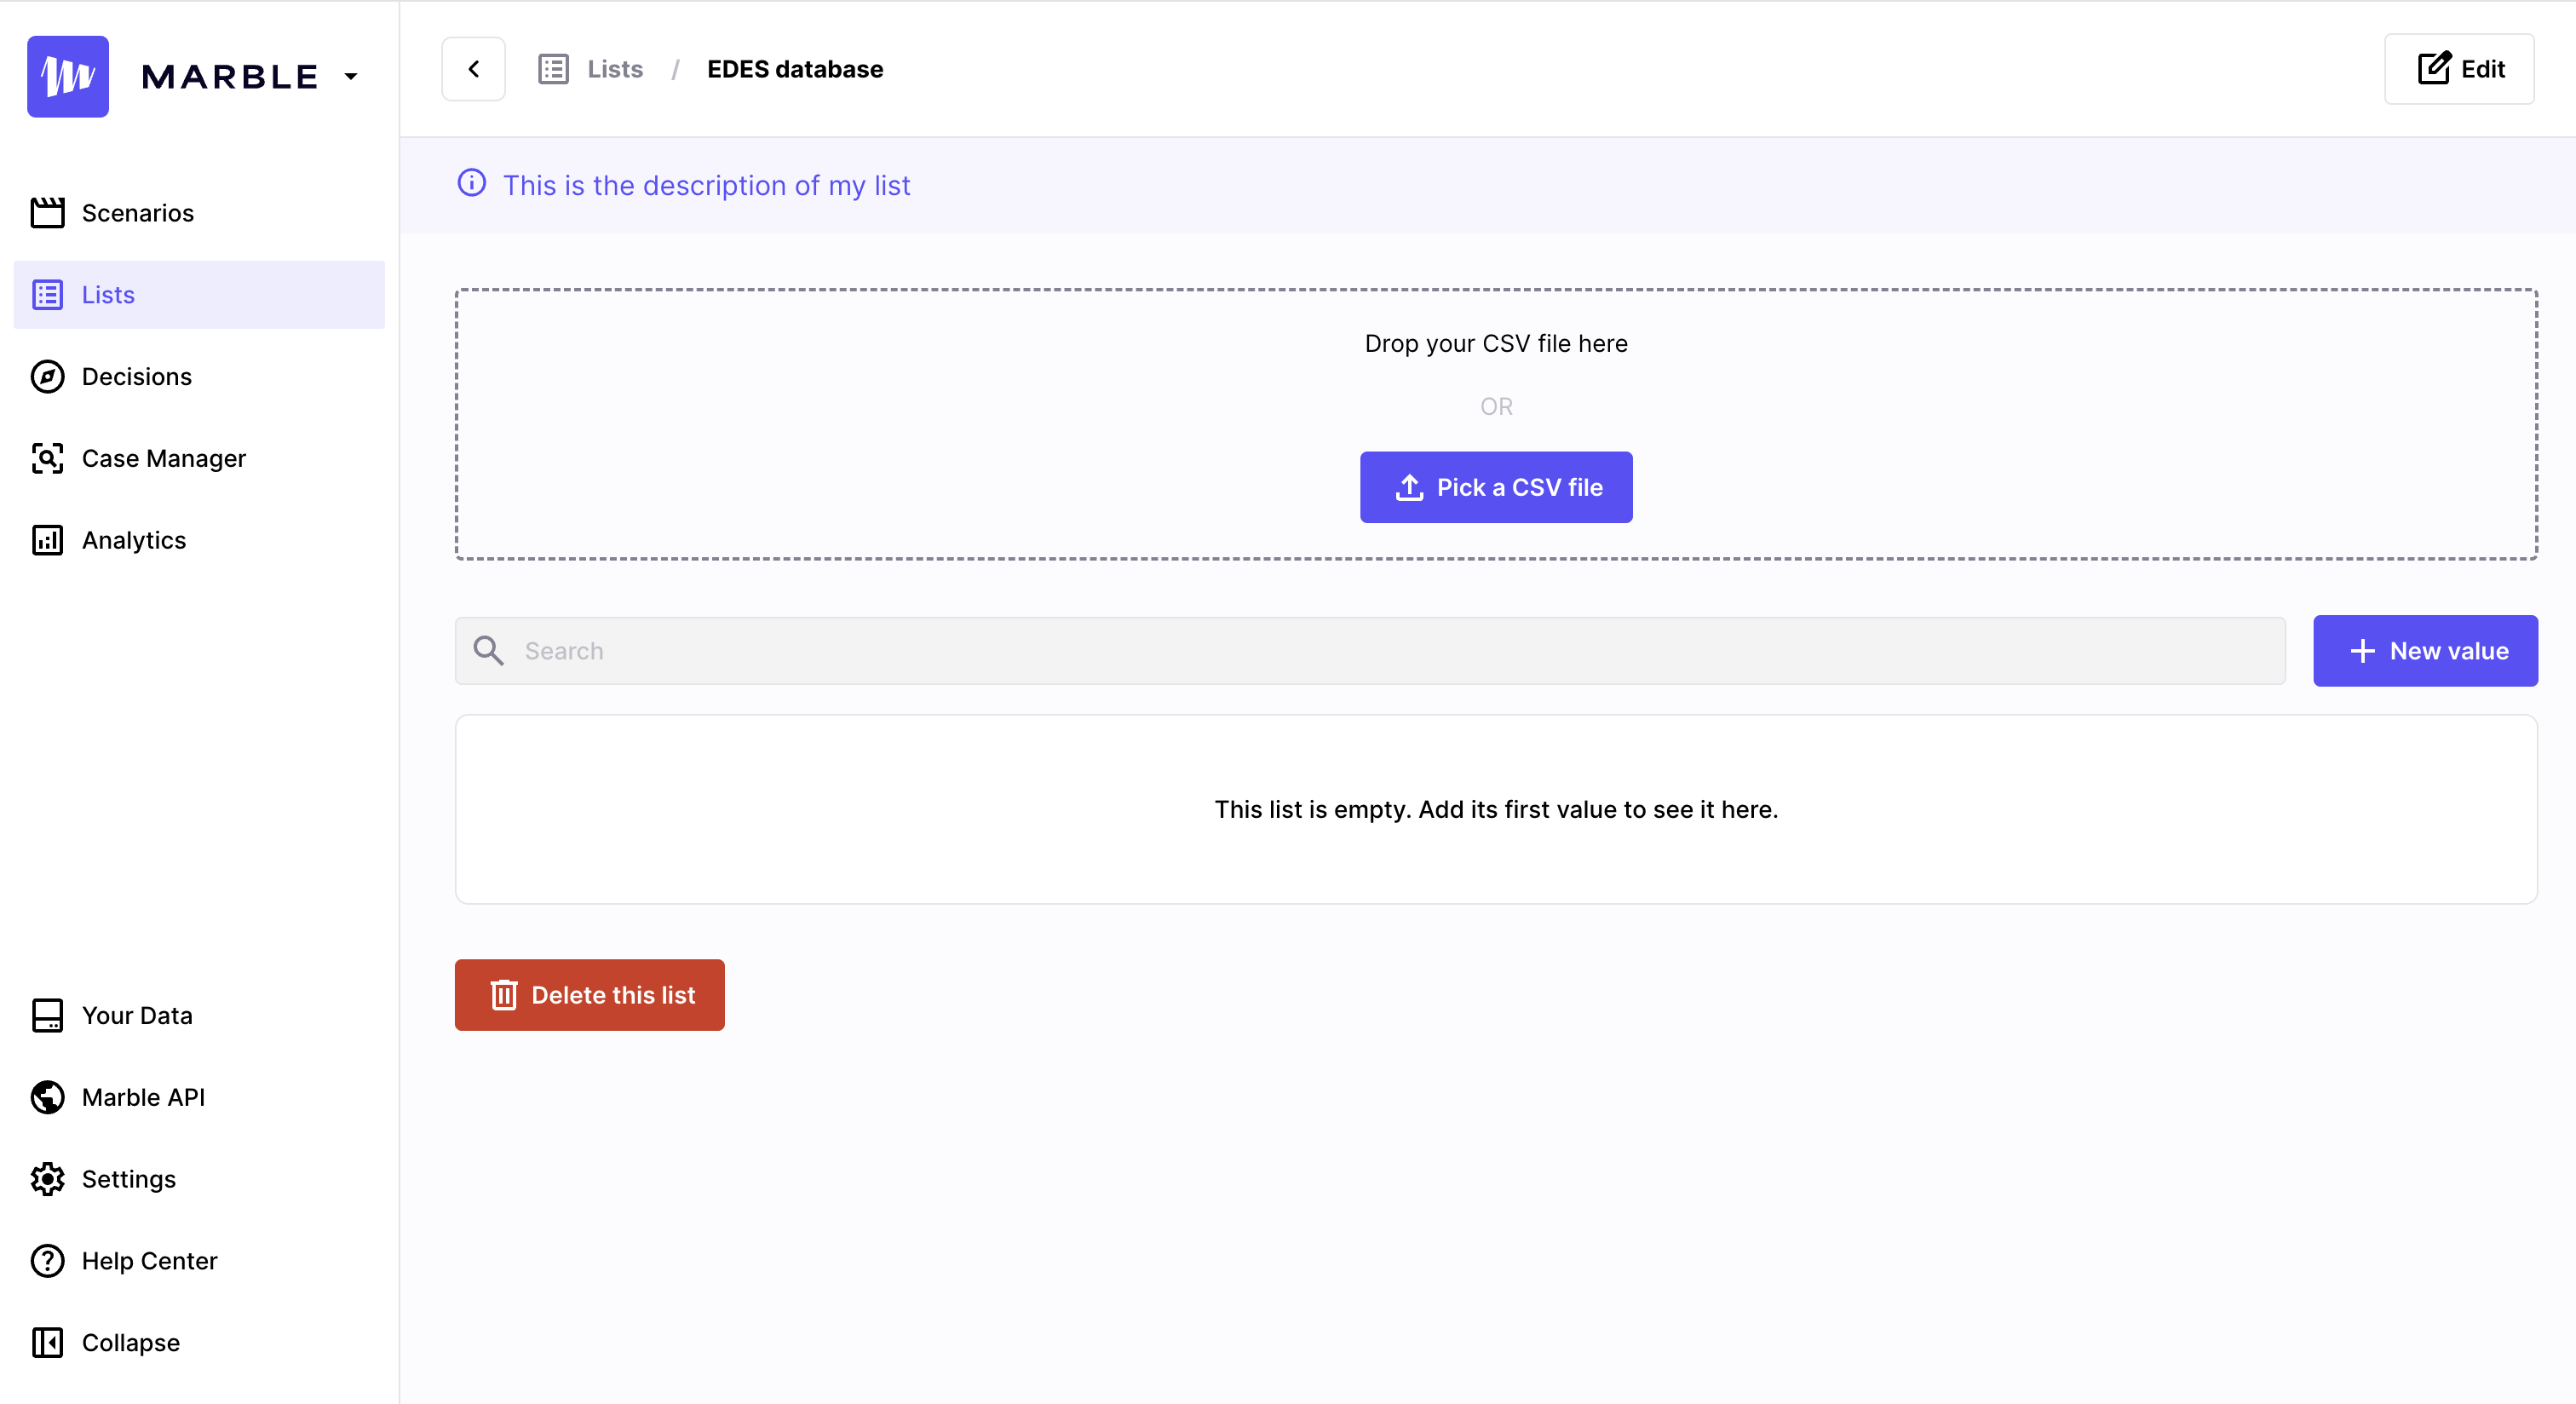 MARBLE
Scenarios
Lists
Decisions
Case Manager
Analytics
Your Data
Marble API
Settings
Help Center
Collapse
Lists / EDES database
Edit
This is the description of my list
Drop your CSV file here
OR
Pick a CSV file
Search
New value
This list is empty. Add its first value to see it here.
Delete this list